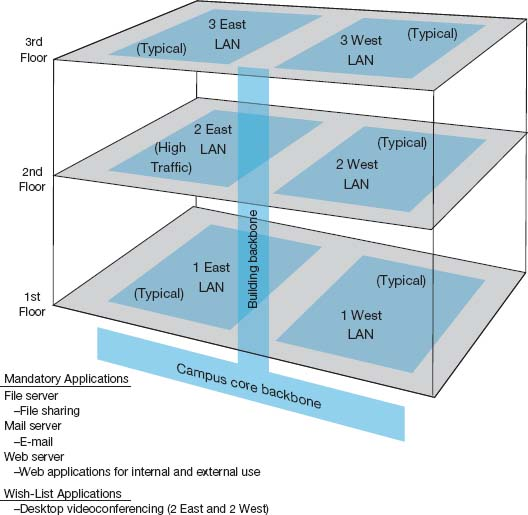 3rd
Floor
3 East
LAN
(Typical)
3 West
LAN
(Typical)
2nd
Floor
2 East
LAN
(High
Traffic)
(Typical)
2 West
LAN
Building backbone
1st
Floor
1 East
LAN
(Typical)
(Typical)
1 West
LAN
Campus core backbone
Mandatory Applications
File server
–File sharing
Mail server
–E-mail
Web server
–Web applications for internal and external use
Wish-List Applications
–Desktop videoconferencing (2 East and 2 West)